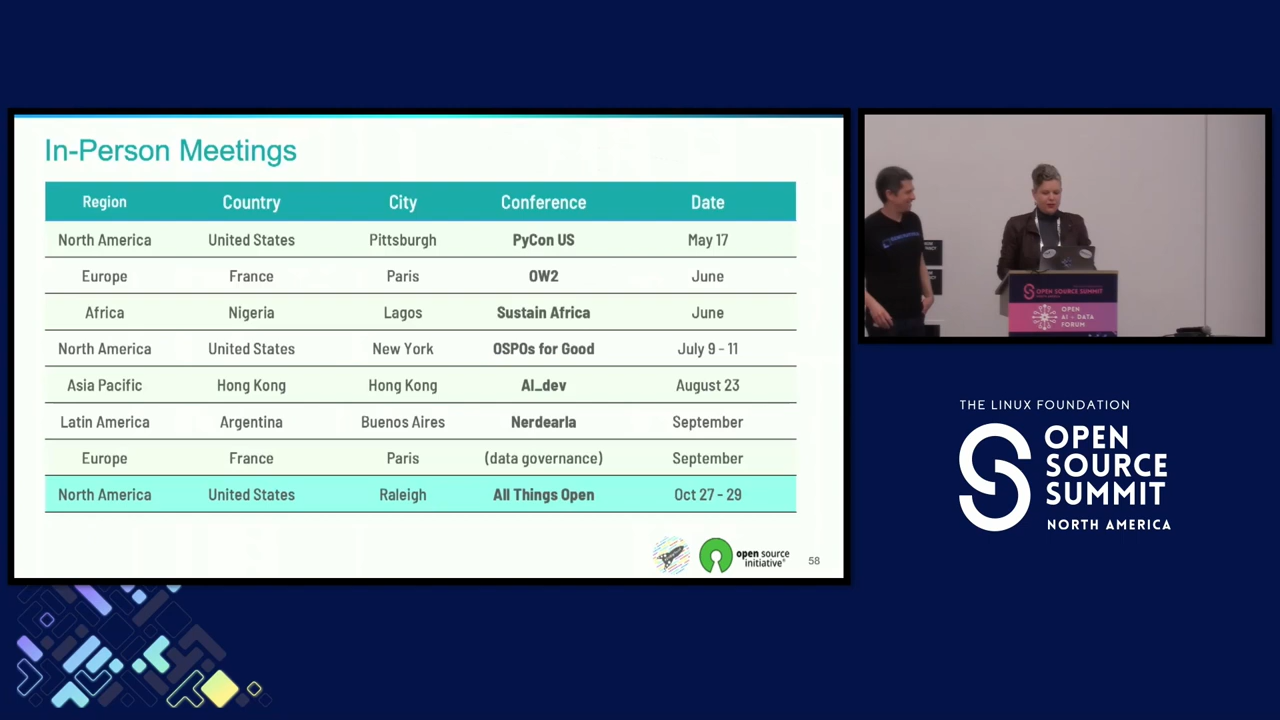 In-Person Meetings
Region Country City Conference Date
North America United States Pittsburgh PyCon US May 17
Europe France Paris OW2 June
Africa Nigeria Lagos Sustain Africa June
North America United States New York OSPOs for Good July 9 - 11
Asia Pacific Hong Kong Hong Kong AI_dev August 23
Latin America Argentina Buenos Aires Nerdearla September
Europe France Paris (data governance) September
North America United States Raleigh All Things Open Oct 27 - 29
open source
initiative®
58
OPEN SOURCE SUMMIT
OPEN
AI + DATA
FORUM
THE LINUX FOUNDATION
OPEN
SOURCE
SUMMIT
NORTH AMERICA